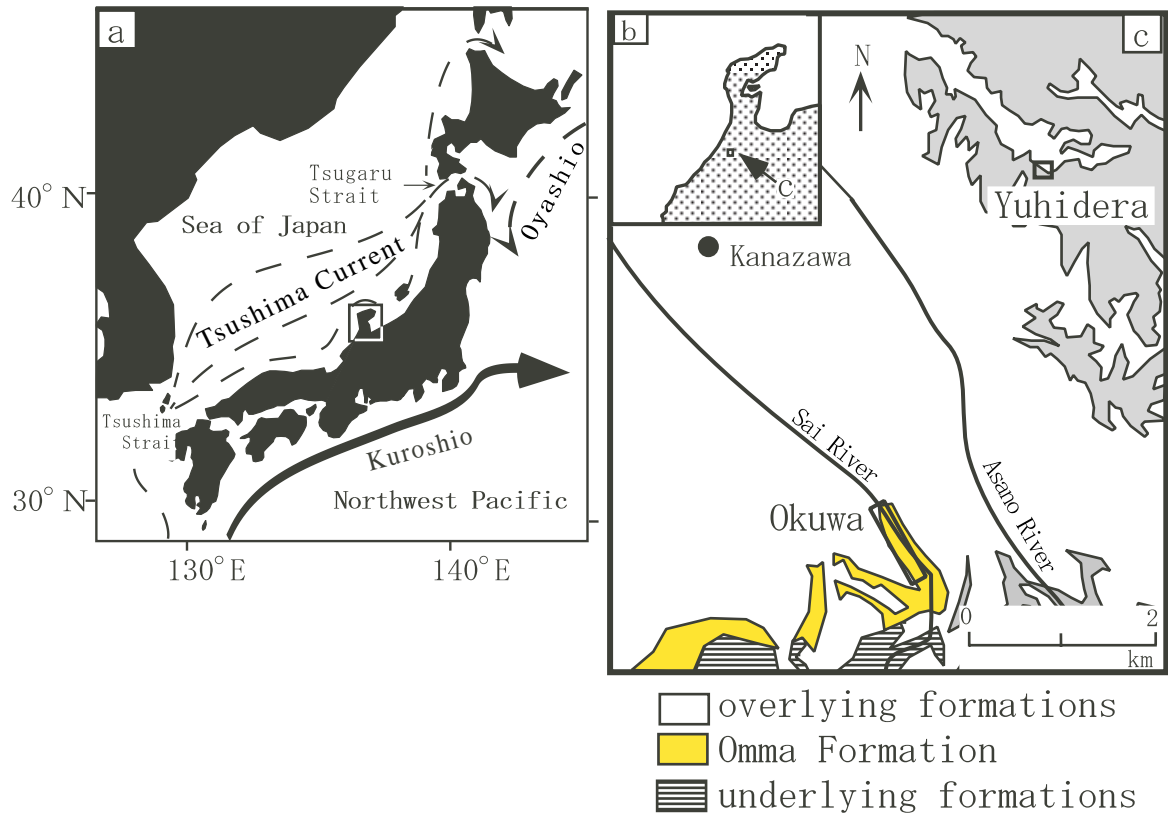 a
Tsugaru
Strait
40° N
Oyashio
Sea of Japan
Tsushima Current
Tsushima
Strait
Kuroshio
30° N
Northwest Pacific
130° E
140° E
b
C
c
N
Yuhidera
Kanazawa
Sai River
Asano River
Okuwa
0
2
km
overlying formations
Omma Formation
underlying formations